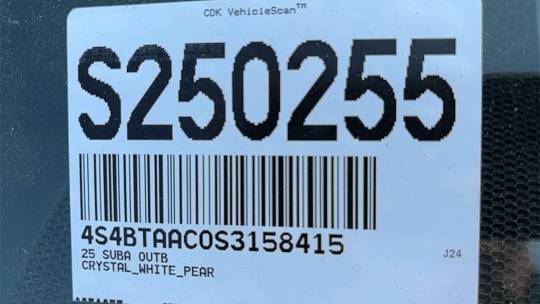 CDK VehicleScan™
S250255
4S4BTAAC0S3158415
25 SUBA OUTB
CRYSTAL_WHITE_PEAR
J24